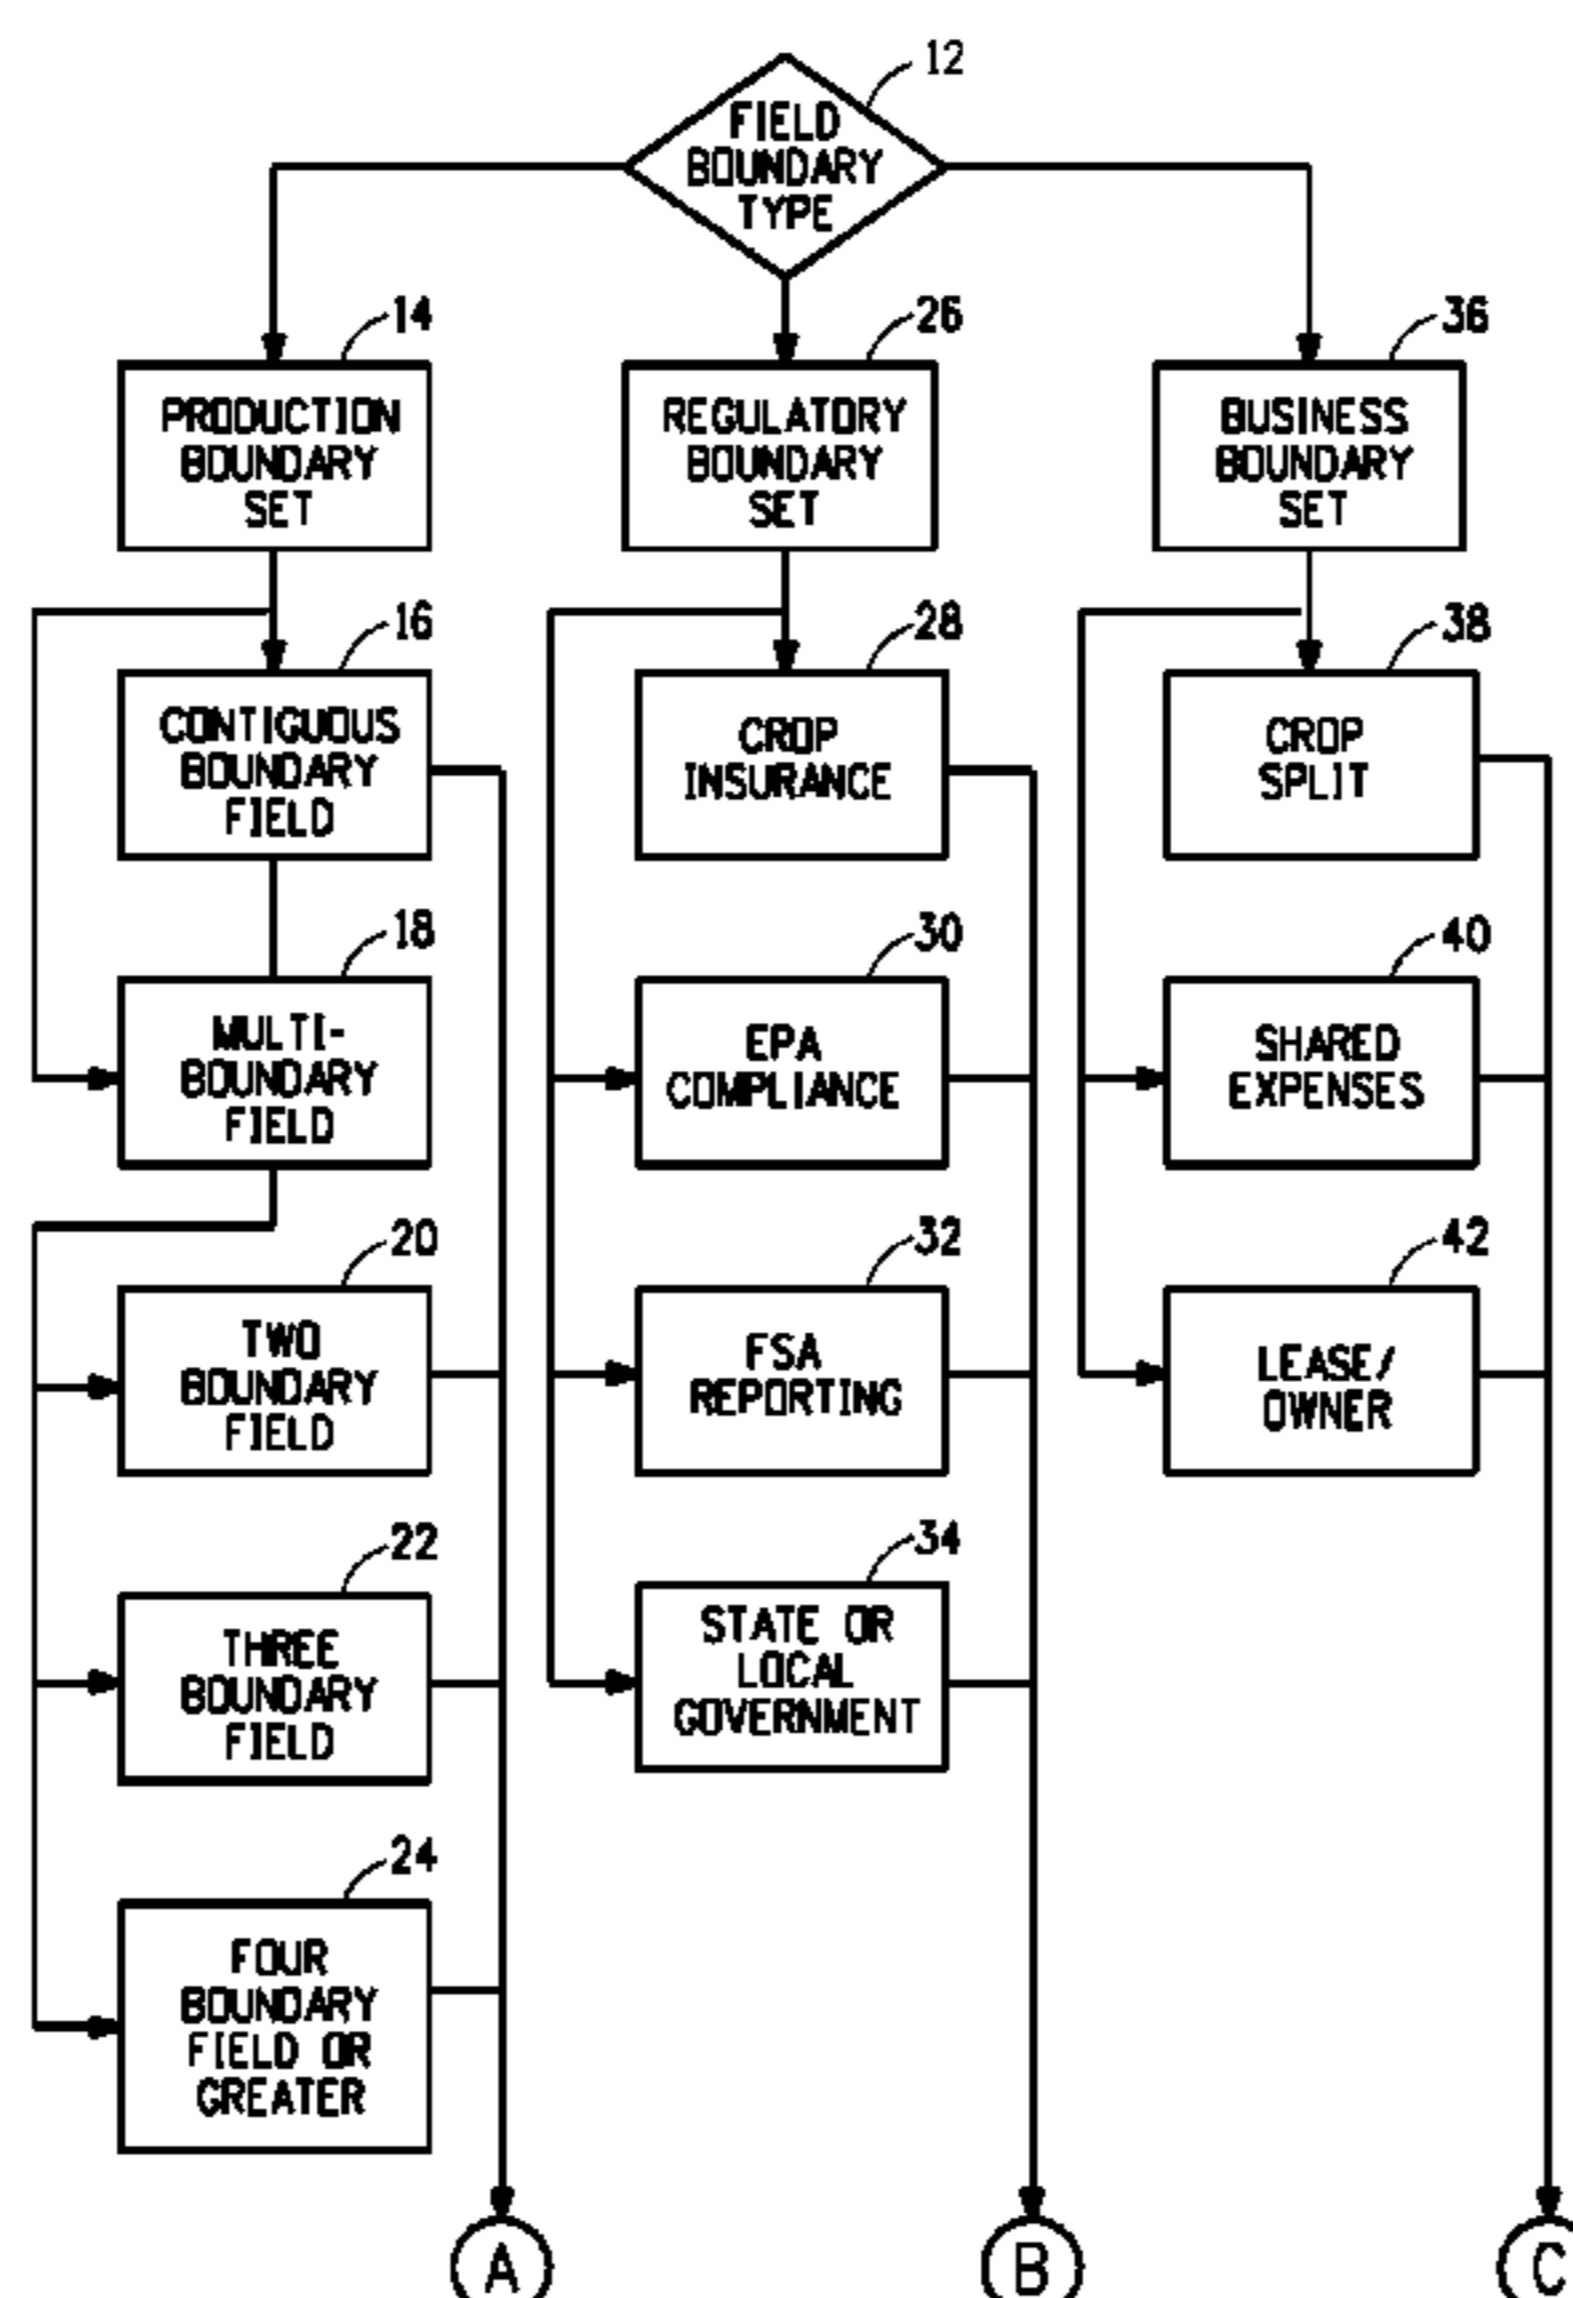 12
FIELD
BOUNDARY
TYPE
14
PRODUCTION
BOUNDARY
SET
26
REGULATORY
BOUNDARY
SET
36
BUSINESS
BOUNDARY
SET
16
CONTIGUOUS
BOUNDARY
FIELD
28
CROP
INSURANCE
38
CROP
SPLIT
18
MULTI-
BOUNDARY
FIELD
30
EPA
COMPLIANCE
40
SHARED
EXPENSES
20
TWO
BOUNDARY
FIELD
32
FSA
REPORTING
42
LEASE/
OWNER
22
THREE
BOUNDARY
FIELD
34
STATE OR
LOCAL
GOVERNMENT
24
FOUR
BOUNDARY
FIELD OR
GREATER
A
B
C